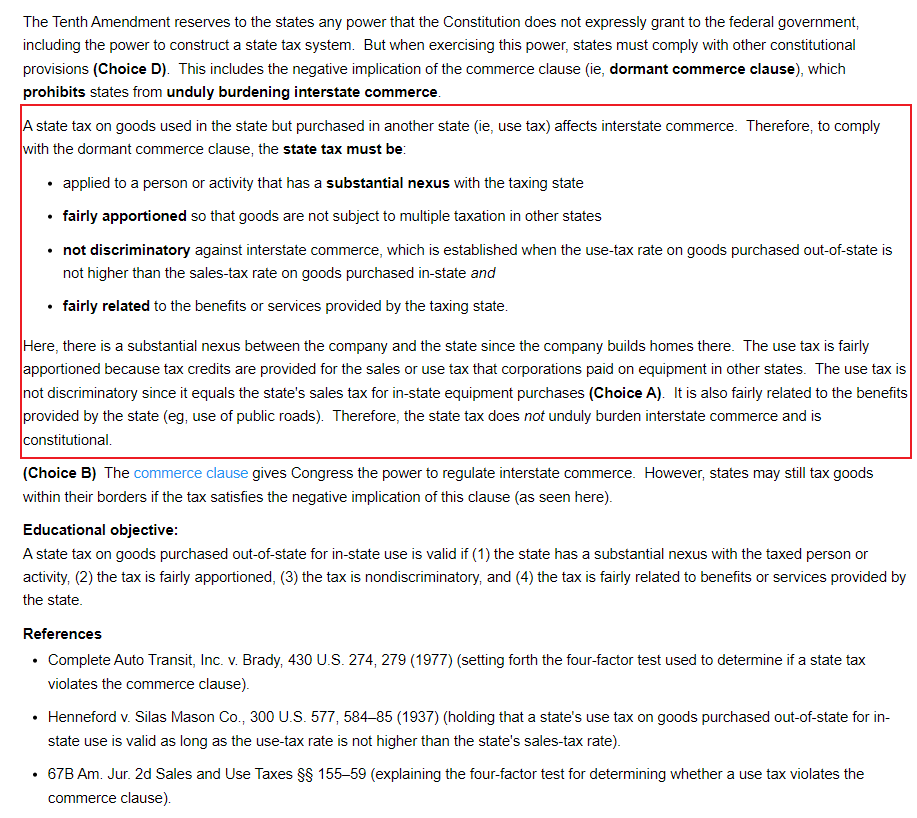 The Tenth Amendment reserves to the states any power that the Constitution does not expressly grant to the federal government,
including the power to construct a state tax system.  But when exercising this power, states must comply with other constitutional
provisions (Choice D).  This includes the negative implication of the commerce clause (ie, dormant commerce clause), which
prohibits states from unduly burdening interstate commerce.
A state tax on goods used in the state but purchased in another state (ie, use tax) affects interstate commerce.  Therefore, to comply
with the dormant commerce clause, the state tax must be:
• applied to a person or activity that has a substantial nexus with the taxing state
• fairly apportioned so that goods are not subject to multiple taxation in other states
• not discriminatory against interstate commerce, which is established when the use-tax rate on goods purchased out-of-state is
not higher than the sales-tax rate on goods purchased in-state and
• fairly related to the benefits or services provided by the taxing state.
Here, there is a substantial nexus between the company and the state since the company builds homes there.  The use tax is fairly
apportioned because tax credits are provided for the sales or use tax that corporations paid on equipment in other states.  The use tax is
not discriminatory since it equals the state's sales tax for in-state equipment purchases (Choice A).  It is also fairly related to the benefits
provided by the state (eg, use of public roads).  Therefore, the state tax does not unduly burden interstate commerce and is
constitutional.
(Choice B)  The commerce clause gives Congress the power to regulate interstate commerce.  However, states may still tax goods
within their borders if the tax satisfies the negative implication of this clause (as seen here).
Educational objective:
A state tax on goods purchased out-of-state for in-state use is valid if (1) the state has a substantial nexus with the taxed person or
activity, (2) the tax is fairly apportioned, (3) the tax is nondiscriminatory, and (4) the tax is fairly related to benefits or services provided by
the state.
References
• Complete Auto Transit, Inc. v. Brady, 430 U.S. 274, 279 (1977) (setting forth the four-factor test used to determine if a state tax
violates the commerce clause).
• Henneford v. Silas Mason Co., 300 U.S. 577, 584–85 (1937) (holding that a state's use tax on goods purchased out-of-state for in-
state use is valid as long as the use-tax rate is not higher than the state's sales-tax rate).
• 67B Am. Jur. 2d Sales and Use Taxes §§ 155–59 (explaining the four-factor test for determining whether a use tax violates the
commerce clause).